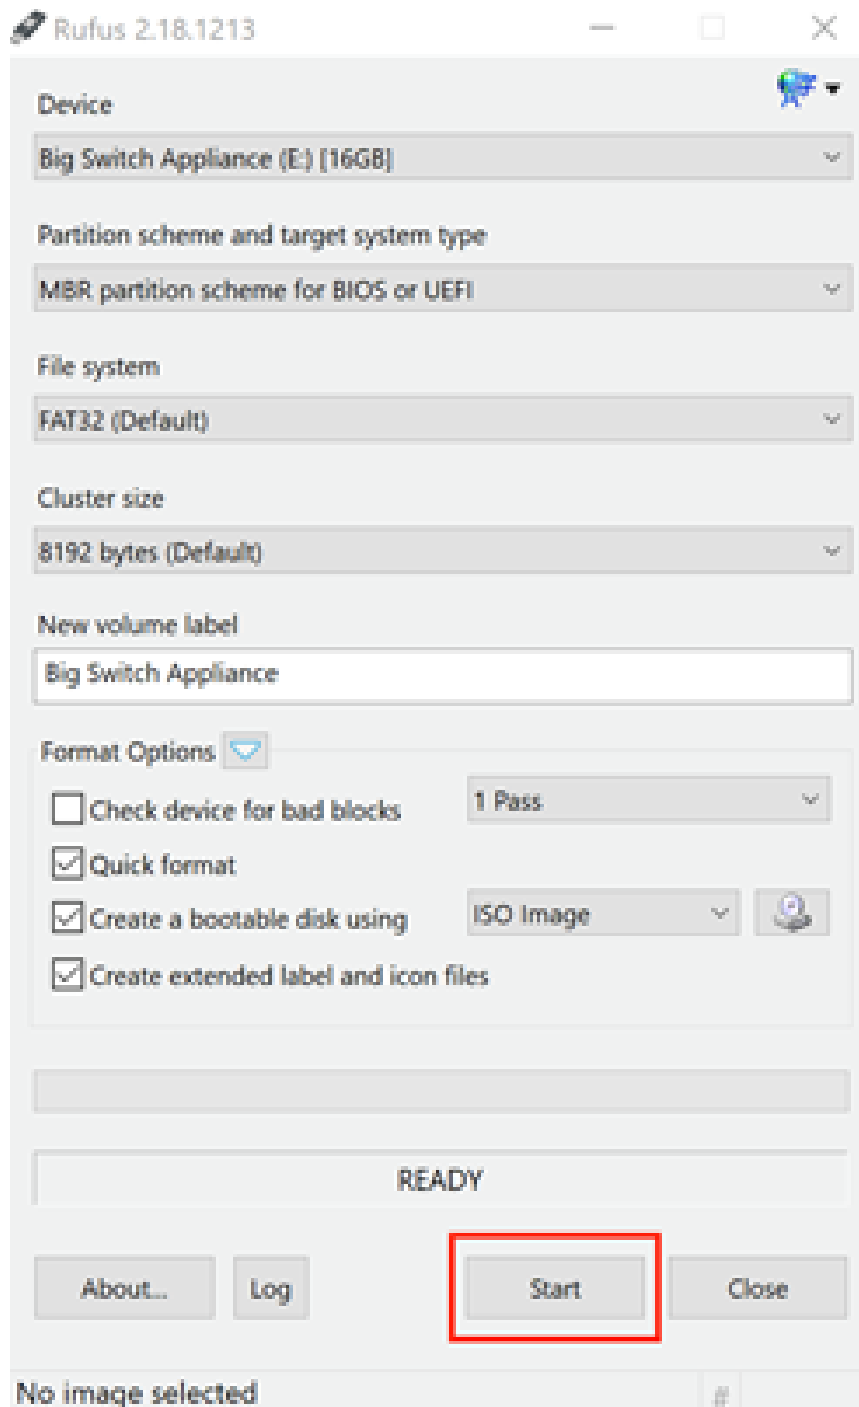 Rufus 2.18.1213
Device
Big Switch Appliance (E:) [16GB]
Partition scheme and target system type
MBR partition scheme for BIOS or UEFI
File system
FAT32 (Default)
Cluster size
8192 bytes (Default)
New volume label
Big Switch Appliance
Format Options
Check device for bad blocks 1 Pass
Quick format
Create a bootable disk using ISO Image
Create extended label and icon files
READY
About... Log Start Close
No image selected #